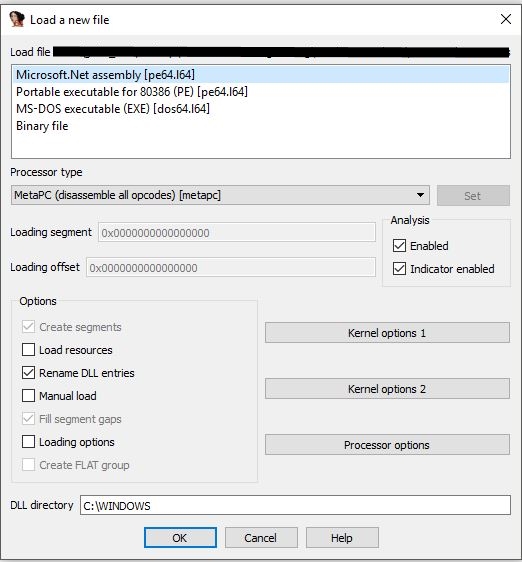 Load a new file
Load file
Microsoft.Net assembly [pe64.l64]
Portable executable for 80386 (PE) [pe64.l64]
MS-DOS executable (EXE) [dos64.l64]
Binary file
Processor type
MetaPC (disassemble all opcodes) [metapc]
Set
Loading segment 0x0000000000000000
Loading offset 0x0000000000000000
Analysis
Enabled
Indicator enabled
Options
Create segments
Load resources
Rename DLL entries
Manual load
Fill segment gaps
Loading options
Create FLAT group
Kernel options 1
Kernel options 2
Processor options
DLL directory C:\WINDOWS
OK
Cancel
Help